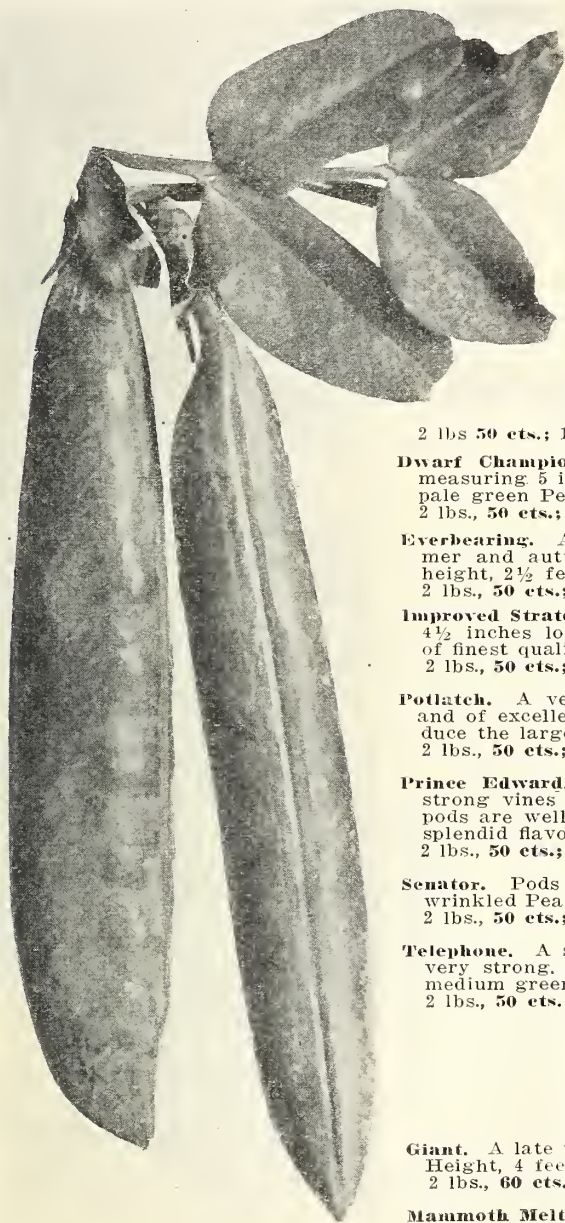 2 lbs 50 cts.; 1
Dwarf Champio
measuring 5 i
pale green Pe
2 lbs., 50 cts.;
Everbearing. A
mer and aut
height, 2½ fe
2 lbs., 50 cts.;
Improved Strat
4½ inches lo
of finest quali
2 lbs., 50 cts.;
Potlatch. A ve
and of excelle
duce the large
2 lbs., 50 cts.;
Prince Edward.
strong vines
pods are well
splendid flavo
2 lbs., 50 cts.;
Senator. Pods
wrinkled Pea
2 lbs., 50 cts.;
Telephone. A s
very strong.
medium green
2 lbs., 50 cts.
Giant. A late v
Height, 4 fee
2 lbs., 60 cts.
Mammoth Melt